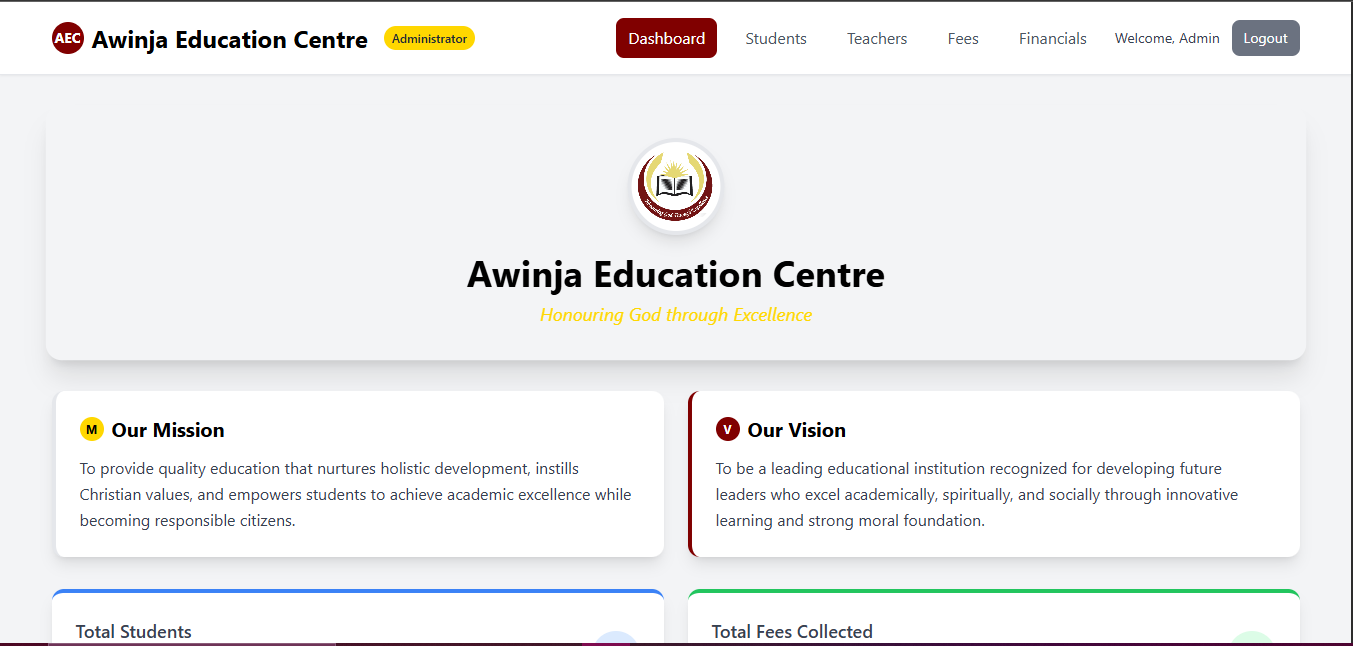 AEC Awinja Education Centre Administrator Dashboard Students Teachers Fees Financials Welcome, Admin Logout
Awinja Education Centre
Honouring God through Excellence
M Our Mission
To provide quality education that nurtures holistic development, instills
Christian values, and empowers students to achieve academic excellence while
becoming responsible citizens.
V Our Vision
To be a leading educational institution recognized for developing future
leaders who excel academically, spiritually, and socially through innovative
learning and strong moral foundation.
Total Students
Total Fees Collected